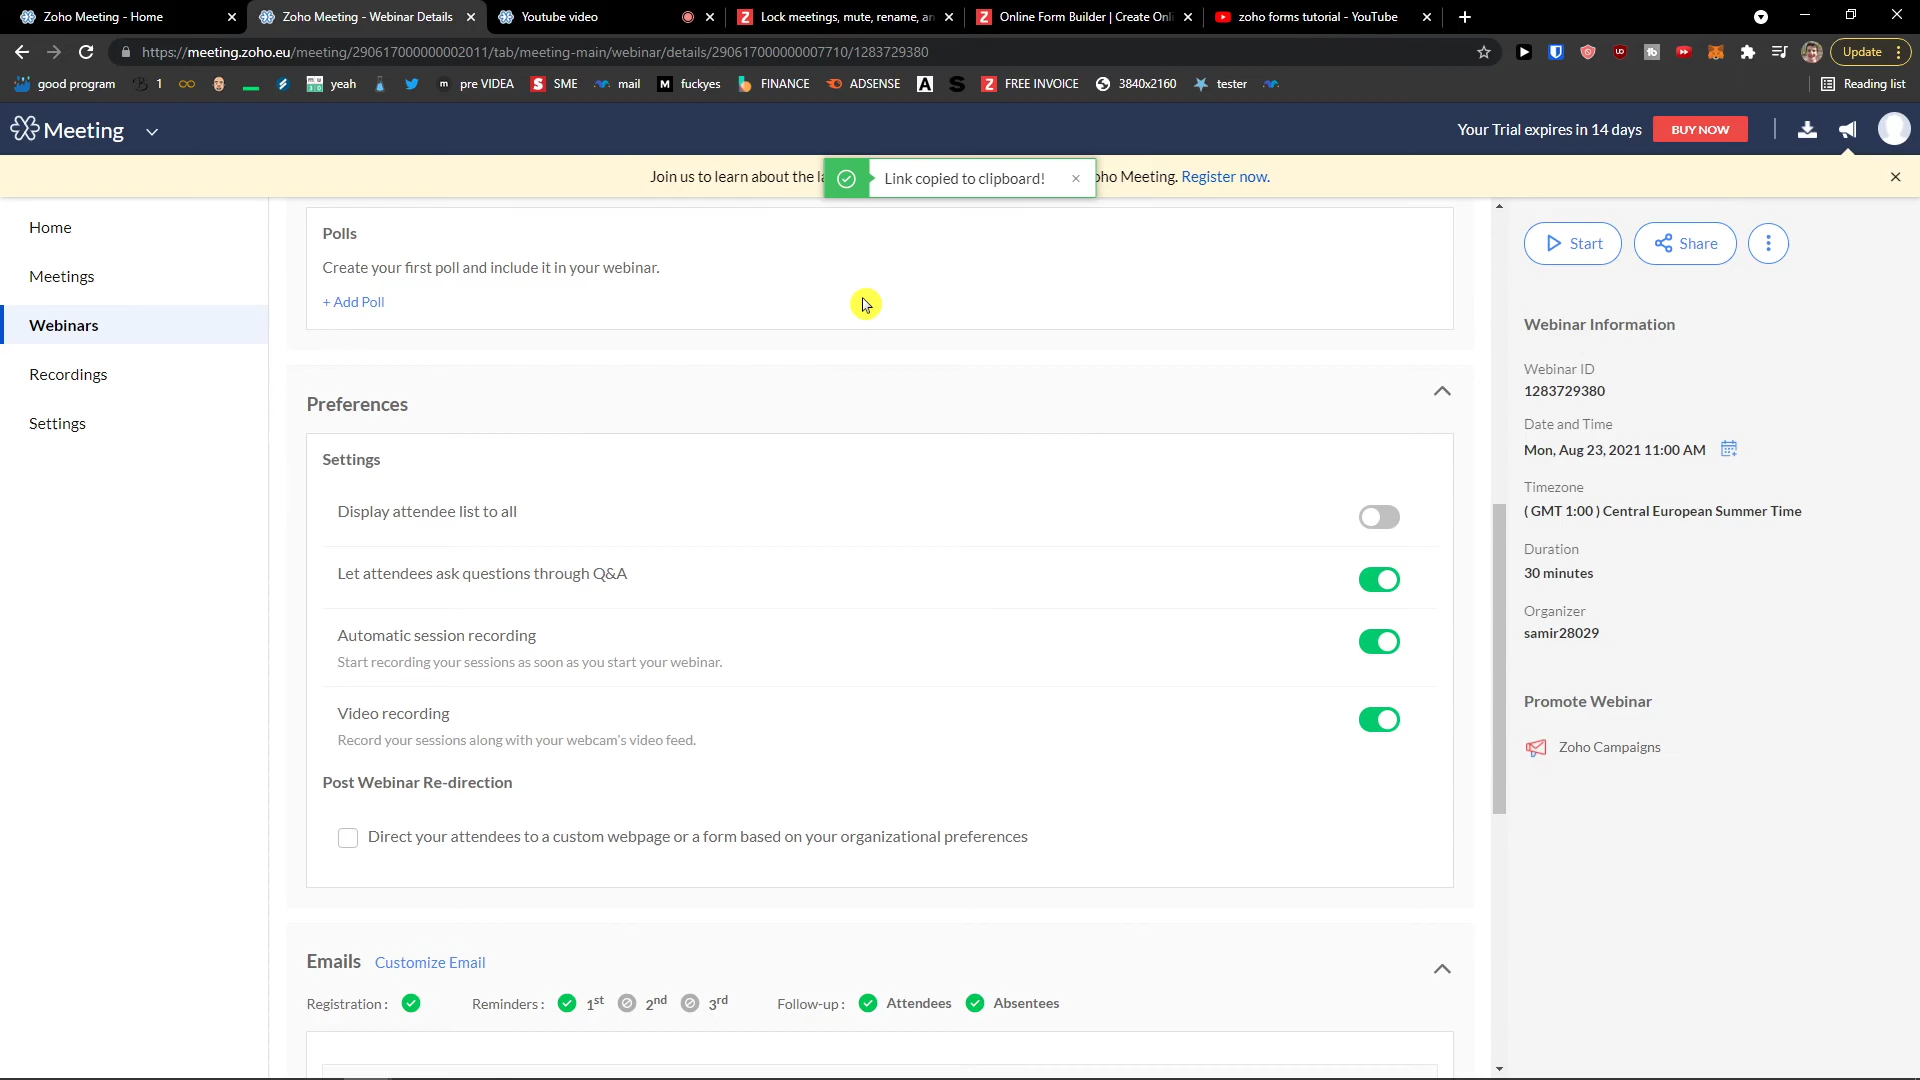 Zoho Meeting - Home
Zoho Meeting - Webinar Details
Youtube video
Lock meetings, mute, rename, an
Online Form Builder | Create Onli
zoho forms tutorial - YouTube
https://meeting.zoho.eu/meeting/290617000000002011/tab/meeting-main/webinar/details/290617000000007710/1283729380
Update
good program
1
yeah
pre VIDEA
SME
mail
fuckyes
FINANCE
ADSENSE
FREE INVOICE
3840x2160
tester
Reading list
Meeting
Your Trial expires in 14 days
BUY NOW
Join us to learn about the la
Link copied to clipboard!
oho Meeting. Register now.
Home
Meetings
Webinars
Recordings
Settings
Polls
Create your first poll and include it in your webinar.
+ Add Poll
Preferences
Settings
Display attendee list to all
Let attendees ask questions through Q&A
Automatic session recording
Start recording your sessions as soon as you start your webinar.
Video recording
Record your sessions along with your webcam's video feed.
Post Webinar Re-direction
Direct your attendees to a custom webpage or a form based on your organizational preferences
Emails Customize Email
Registration : Reminders : 1st 2nd 3rd Follow-up : Attendees Absentees
Start
Share
Webinar Information
Webinar ID
1283729380
Date and Time
Mon, Aug 23, 2021 11:00 AM
Timezone
( GMT 1:00 ) Central European Summer Time
Duration
30 minutes
Organizer
samir28029
Promote Webinar
Zoho Campaigns